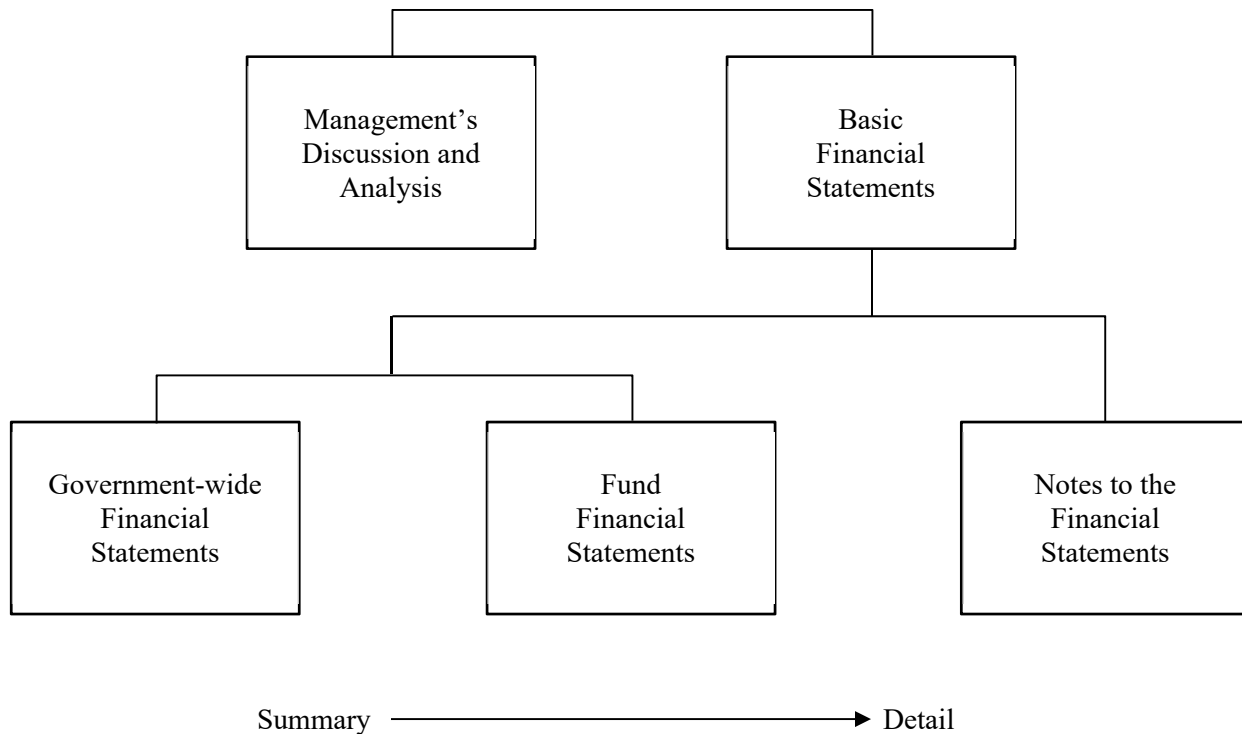 Management’s
Discussion and
Analysis
Basic
Financial
Statements
Government-wide
Financial
Statements
Fund
Financial
Statements
Notes to the
Financial
Statements
Summary
Detail